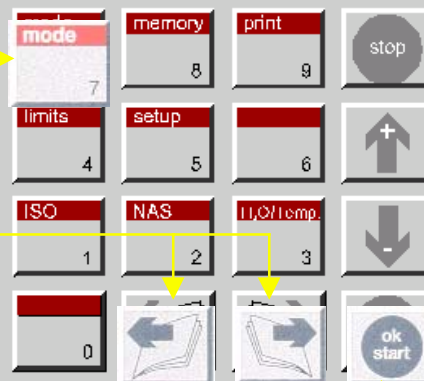 mode memory print
7 8 9 stop
limits setup
4 5 6 +
ISO NAS H₂O/Temp.
1 2 3 -
0 ok
start